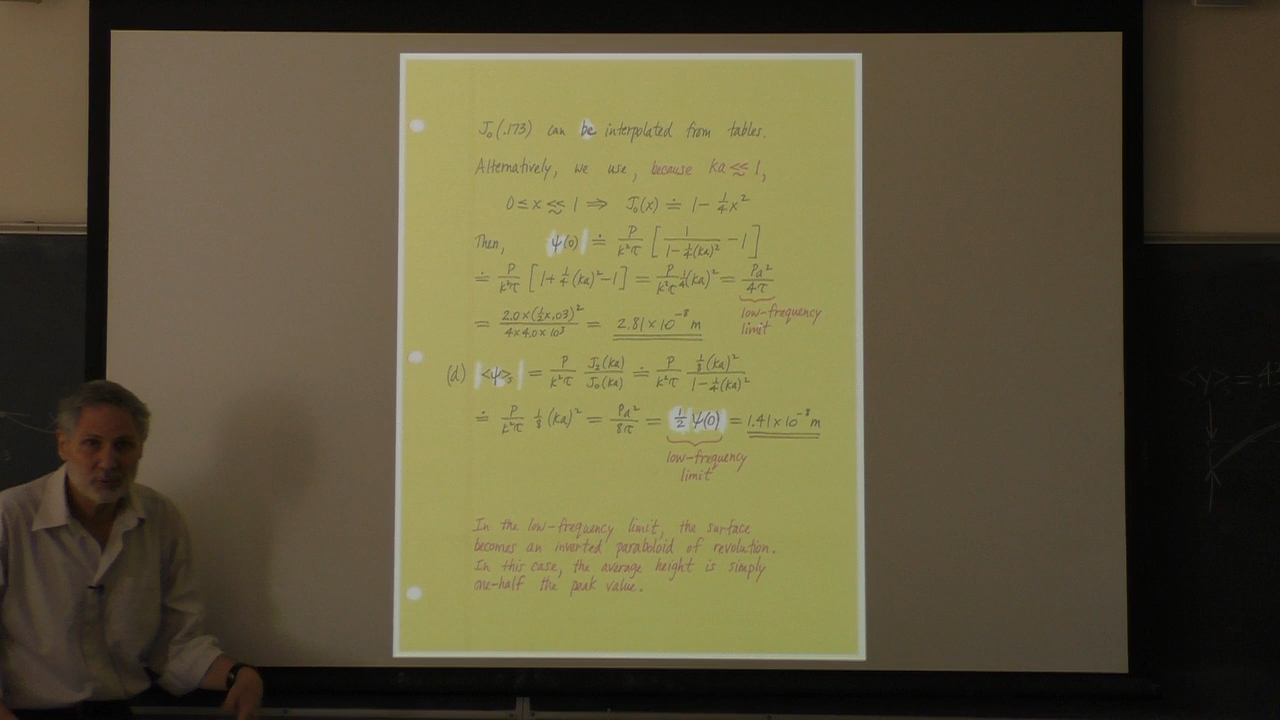 J₀(.173) can be interpolated from tables.
Alternatively, we use, because ka ≪ 1,
0 ≤ x ≪ 1 ⇒ J₀(x) ≐ 1 - ¼x²
Then, |ψ(0)| ≐ P/k²τ [1/(1-¼(ka)²) - 1]
≐ P/k²τ [1+¼(ka)²-1] = P/k²τ ¼(ka)² = Pa²/4τ
low-frequency
limit
= 2.0×(½×.03)²/4×4.0×10³ = 2.81×10⁻⁸ m
(d) |<ψ>ₛ| = P/k²τ J₂(ka)/J₀(ka) ≐ P/k²τ ⅛(ka)²/(1-¼(ka)²)
≐ P/k²τ ⅛(ka)² = Pa²/8τ = ½|ψ(0)| = 1.41×10⁻⁸ m
low-frequency
limit
In the low-frequency limit, the surface
becomes an inverted paraboloid of revolution.
In this case, the average height is simply
one-half the peak value.
<y> = .4